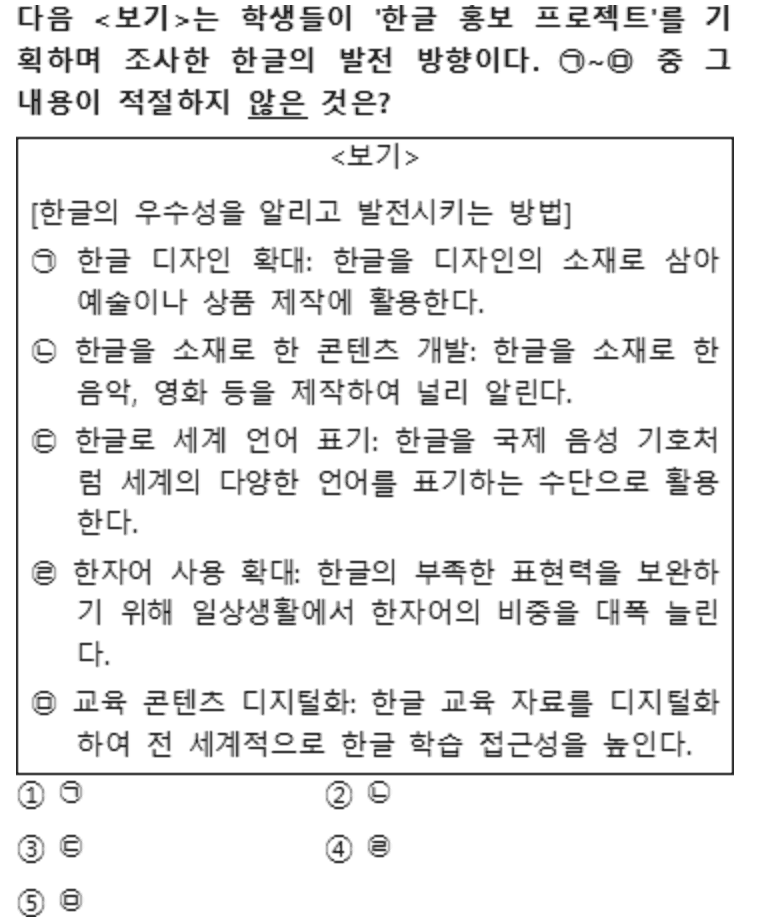 다음 <보기>는 학생들이 '한글 홍보 프로젝트'를 기
획하며 조사한 한글의 발전 방향이다. ㉠~㉤ 중 그
내용이 적절하지 않은 것은?
<보기>
[한글의 우수성을 알리고 발전시키는 방법]
㉠ 한글 디자인 확대: 한글을 디자인의 소재로 삼아
예술이나 상품 제작에 활용한다.
㉡ 한글을 소재로 한 콘텐츠 개발: 한글을 소재로 한
음악, 영화 등을 제작하여 널리 알린다.
㉢ 한글로 세계 언어 표기: 한글을 국제 음성 기호처
럼 세계의 다양한 언어를 표기하는 수단으로 활용
한다.
㉣ 한자어 사용 확대: 한글의 부족한 표현력을 보완하
기 위해 일상생활에서 한자어의 비중을 대폭 늘린
다.
㉤ 교육 콘텐츠 디지털화: 한글 교육 자료를 디지털화
하여 전 세계적으로 한글 학습 접근성을 높인다.
① ㉠ ② ㉡
③ ㉢ ④ ㉣
⑤ ㉤